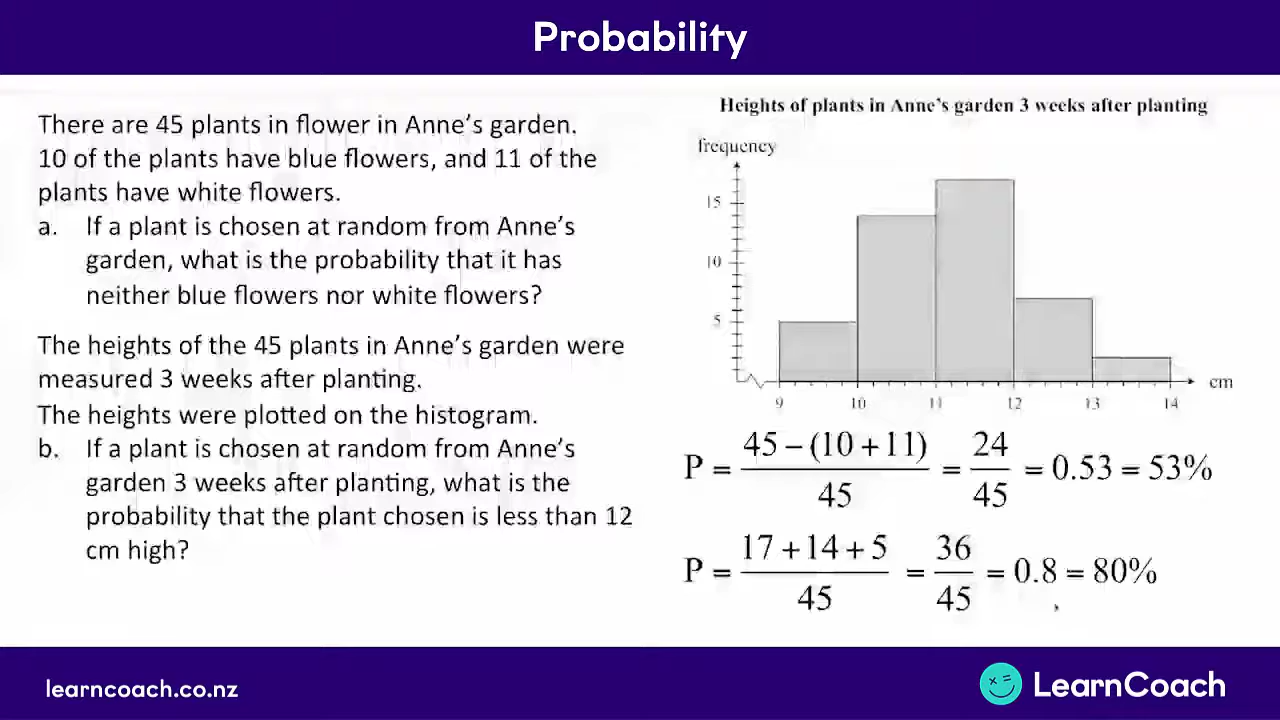 Probability
There are 45 plants in flower in Anne's garden.
10 of the plants have blue flowers, and 11 of the
plants have white flowers.
a. If a plant is chosen at random from Anne's
garden, what is the probability that it has
neither blue flowers nor white flowers?
The heights of the 45 plants in Anne's garden were
measured 3 weeks after planting.
The heights were plotted on the histogram.
b. If a plant is chosen at random from Anne's
garden 3 weeks after planting, what is the
probability that the plant chosen is less than 12
cm high?
Heights of plants in Anne's garden 3 weeks after planting
frequency
15
10
5
9 10 11 12 13 14 cm
P = (45 – (10 + 11))/45 = 24/45 = 0.53 = 53%
P = (17 + 14 + 5)/45 = 36/45 = 0.8 = 80%
learncoach.co.nz
LearnCoach